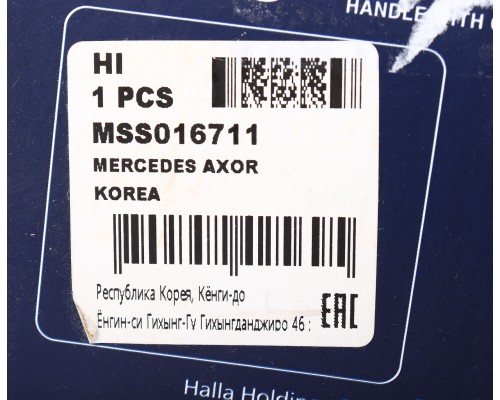 HANDLE WITH
HI
1 PCS
MSS016711
MERCEDES AXOR
KOREA
Республика Корея, Кёнги-до
Ёнгин-си Гихынг-Гу Гихынгданджиро 46 :
EAC
Halla Holdin